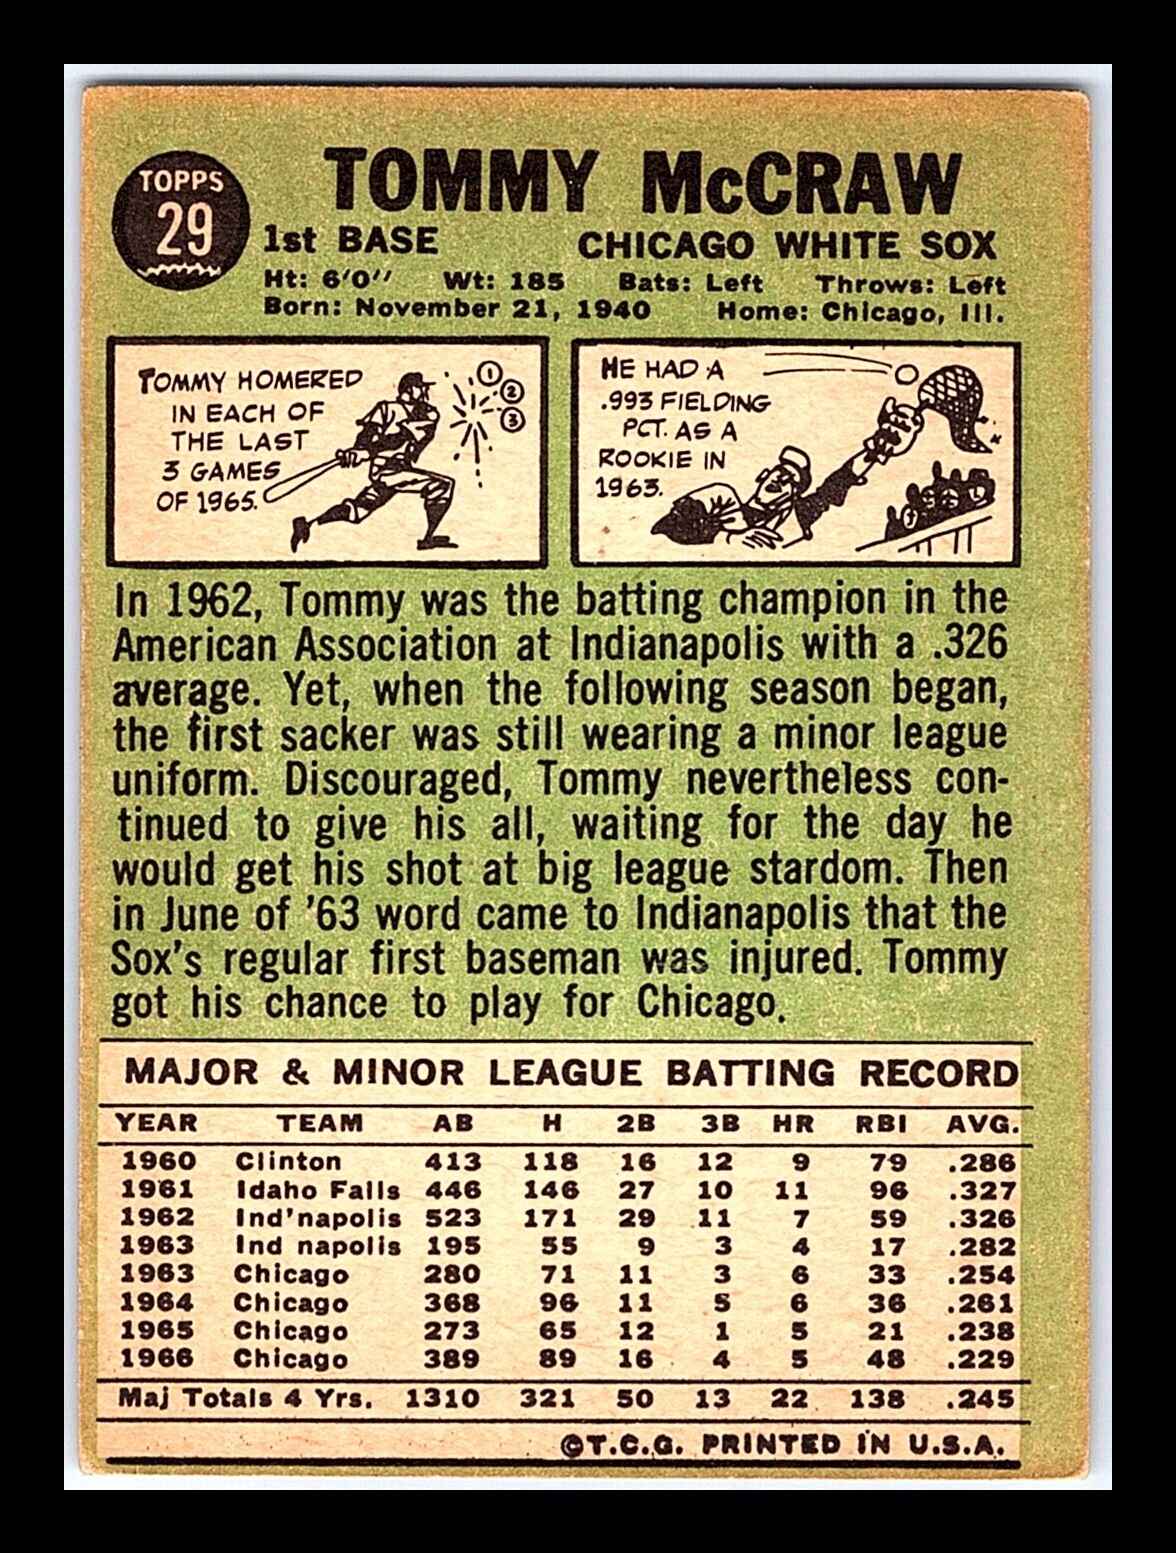 TOPPS
29
TOMMY McCRAW
1st BASE CHICAGO WHITE SOX
Ht: 6'0" Wt: 185 Bats: Left Throws: Left
Born: November 21, 1940 Home: Chicago, Ill.
TOMMY HOMERED
IN EACH OF
THE LAST
3 GAMES
OF 1965.
1
2
3
HE HAD A
.993 FIELDING
PCT. AS A
ROOKIE IN
1963.
In 1962, Tommy was the batting champion in the
American Association at Indianapolis with a .326
average. Yet, when the following season began,
the first sacker was still wearing a minor league
uniform. Discouraged, Tommy nevertheless con-
tinued to give his all, waiting for the day he
would get his shot at big league stardom. Then
in June of '63 word came to Indianapolis that the
Sox's regular first baseman was injured. Tommy
got his chance to play for Chicago.
MAJOR & MINOR LEAGUE BATTING RECORD
YEAR TEAM AB H 2B 3B HR RBI AVG.
1960 Clinton 413 118 16 12 9 79 .286
1961 Idaho Falls 446 146 27 10 11 96 .327
1962 Ind'napolis 523 171 29 11 7 59 .326
1963 Ind napolis 195 55 9 3 4 17 .282
1963 Chicago 280 71 11 3 6 33 .254
1964 Chicago 368 96 11 5 6 36 .261
1965 Chicago 273 65 12 1 5 21 .238
1966 Chicago 389 89 16 4 5 48 .229
Maj Totals 4 Yrs. 1310 321 50 13 22 138 .245
©T.C.G. PRINTED IN U.S.A.